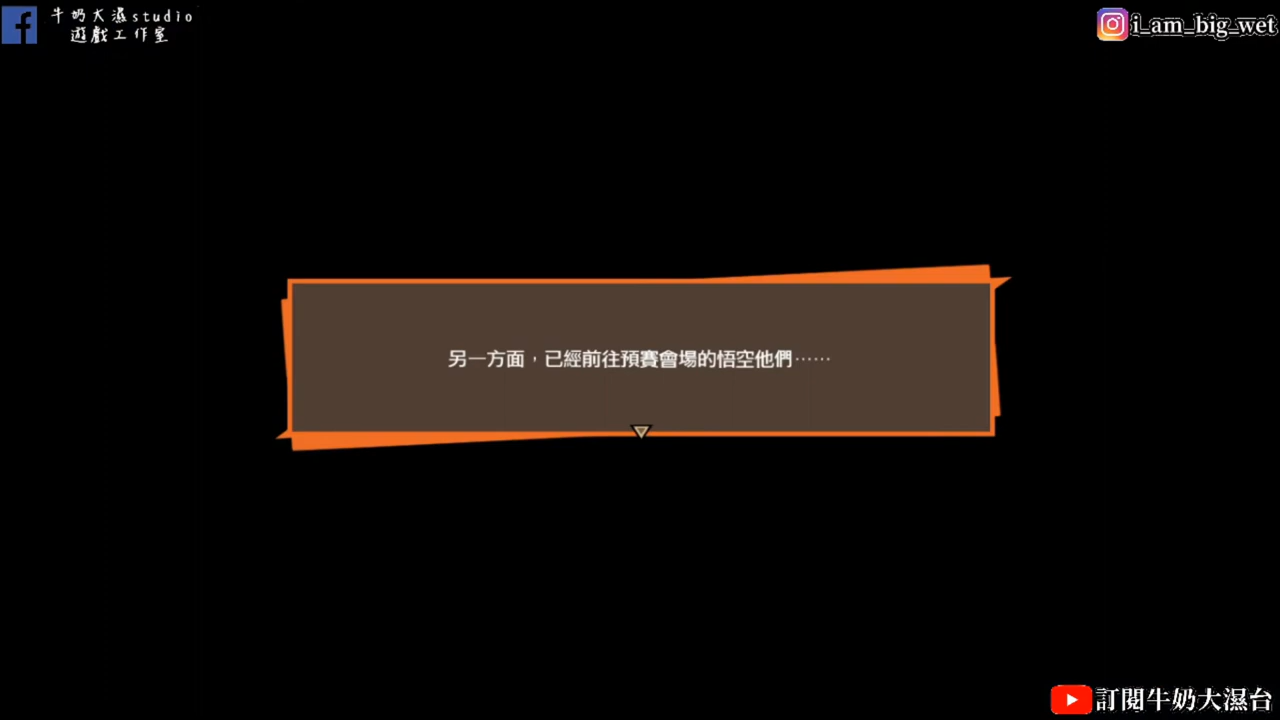 牛奶大濕studio
遊戲工作室
i_am_big_wet
另一方面，已經前往預賽會場的悟空他們……
訂閱牛奶大濕台